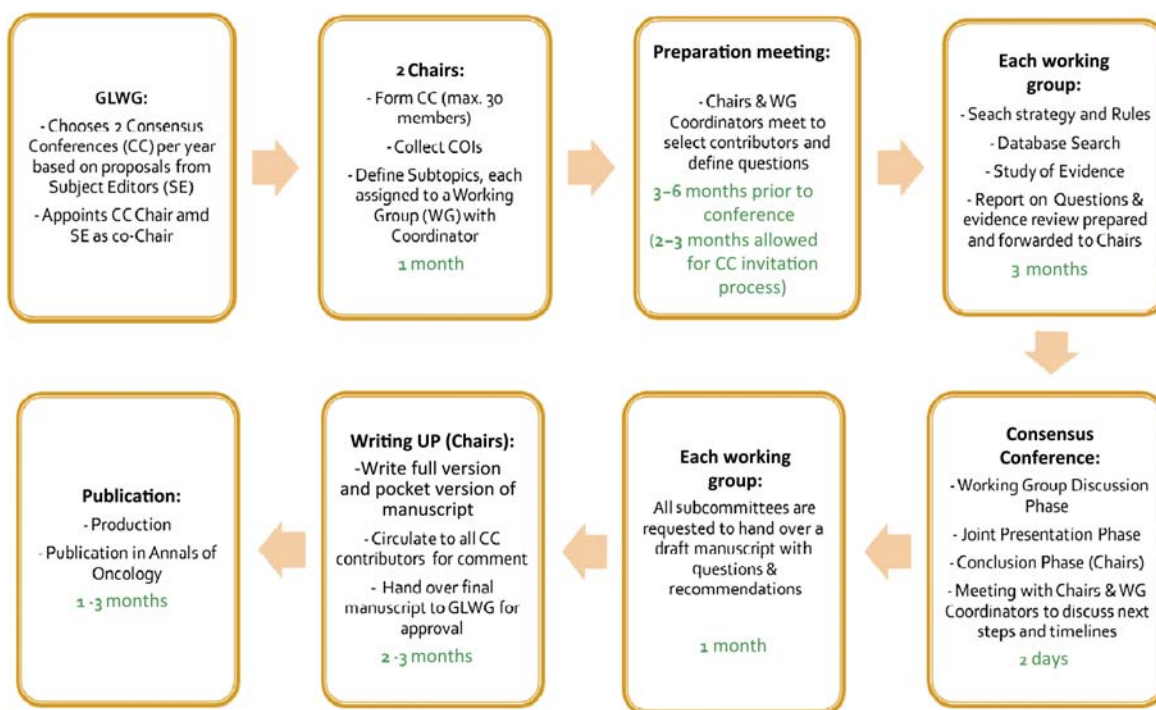 GLWG:
- Chooses 2 Consensus
Conferences (CC) per year
based on proposals from
Subject Editors (SE)
- Appoints CC Chair amd
SE as co-Chair
2 Chairs:
- Form CC (max. 30
members)
- Collect COIs
- Define Subtopics, each
assigned to a Working
Group (WG) with
Coordinator
1 month
Preparation meeting:
- Chairs & WG
Coordinators meet to
select contributors and
define questions
3-6 months prior to
conference
(2-3 months allowed
for CC invitation
process)
Each working
group:
- Seach strategy and Rules
- Database Search
- Study of Evidence
- Report on Questions &
evidence review prepared
and forwarded to Chairs
3 months
Consensus
Conference:
- Working Group Discussion
Phase
- Joint Presentation Phase
- Conclusion Phase (Chairs)
- Meeting with Chairs & WG
Coordinators to discuss next
steps and timelines
2 days
Each working
group:
All subcommittees are
requested to hand over a
draft manuscript with
questions &
recommendations
1 month
Writing UP (Chairs):
-Write full version
and pocket version of
manuscript
- Circulate to all CC
contributors for comment
- Hand over final
manuscript to GLWG for
approval
2 -3 months
Publication:
- Production
- Publication in Annals of
Oncology
1 -3 months